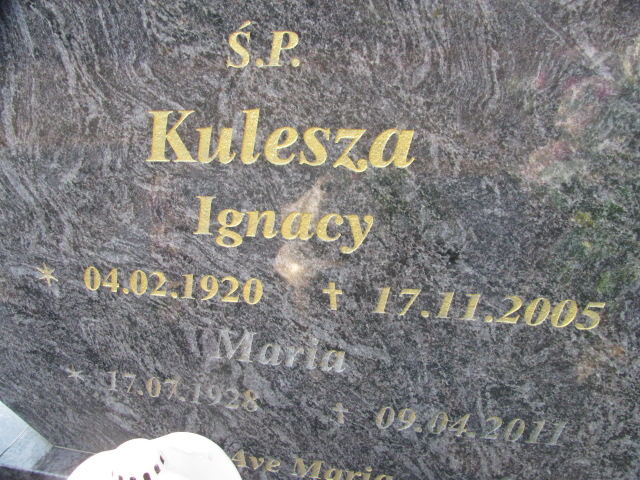 Ś.P.
Kulesza
Ignacy
* 04.02.1920 † 17.11.2005
Maria
* 17.07.1928 † 09.04.2011
Ave Maria